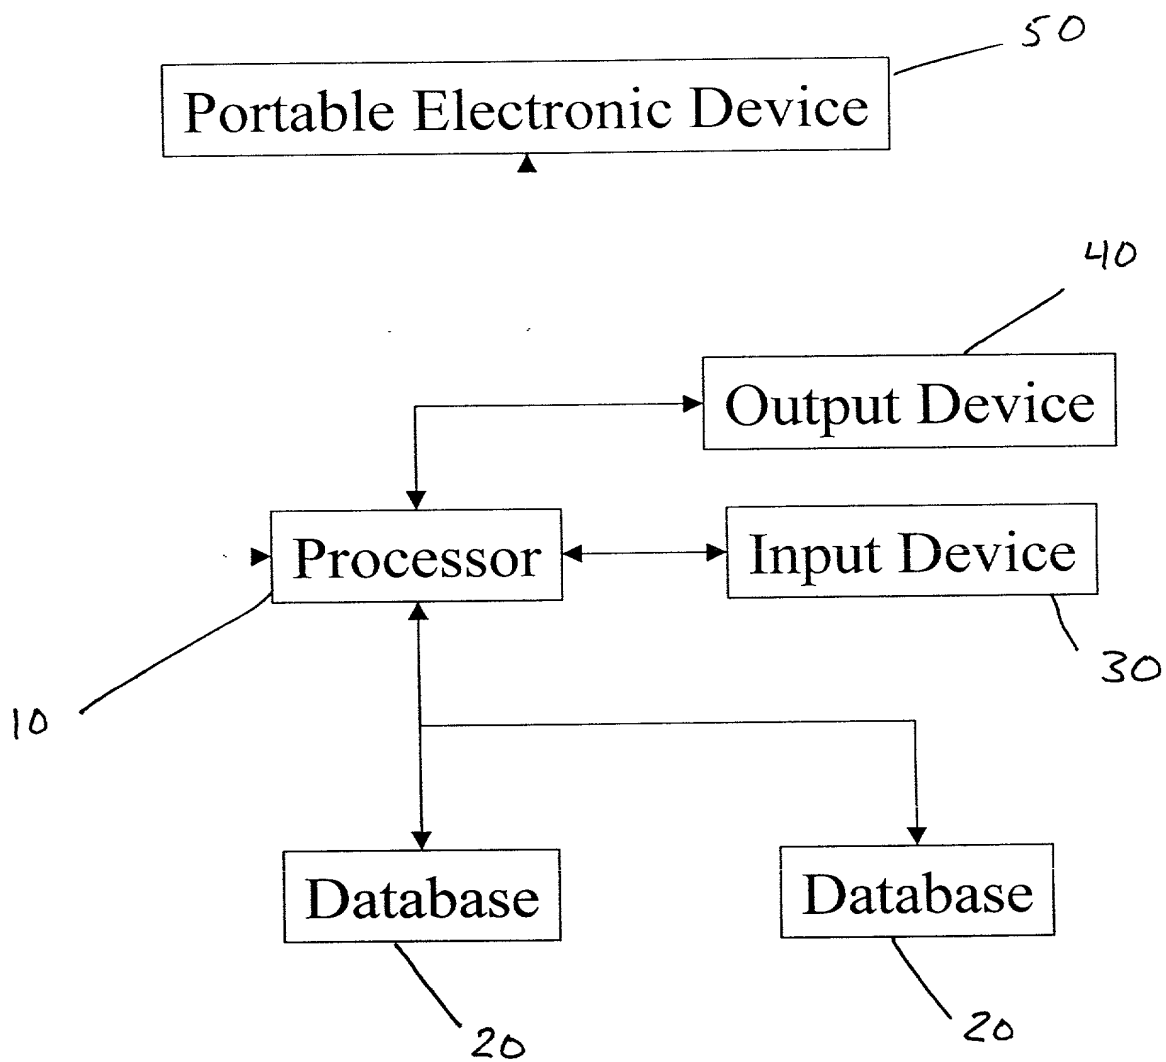 50
Portable Electronic Device
40
Output Device
Processor
Input Device
10
30
Database
Database
20
20